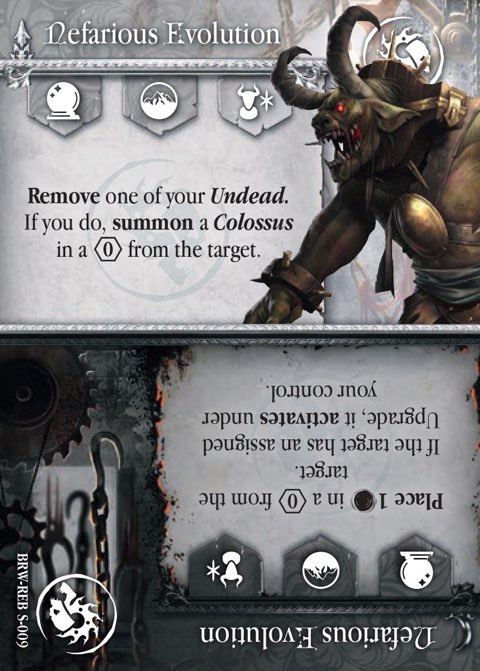 Nefarious Evolution
Remove one of your Undead.
If you do, summon a Colossus
in a 0 from the target.
Nefarious Evolution
Place 1 in a 0 from the
target.
If the target has an assigned
Upgrade, it activates under
your control.
BRW-REB S-009